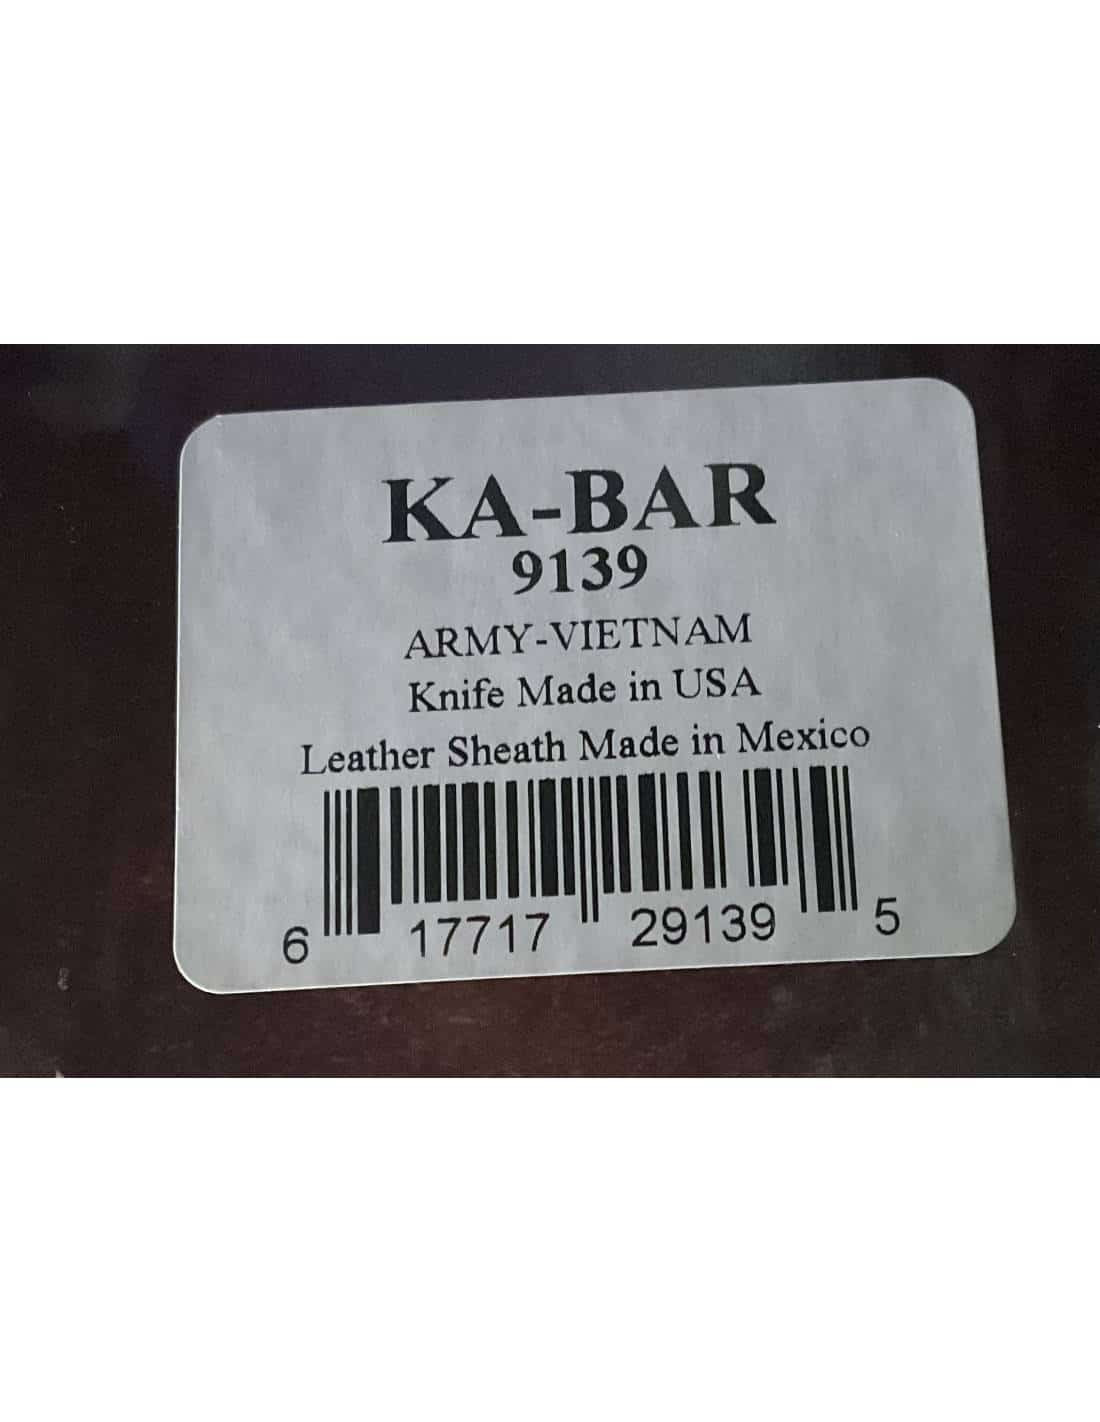 KA-BAR
9139
ARMY-VIETNAM
Knife Made in USA
Leather Sheath Made in Mexico
6 17717 29139 5